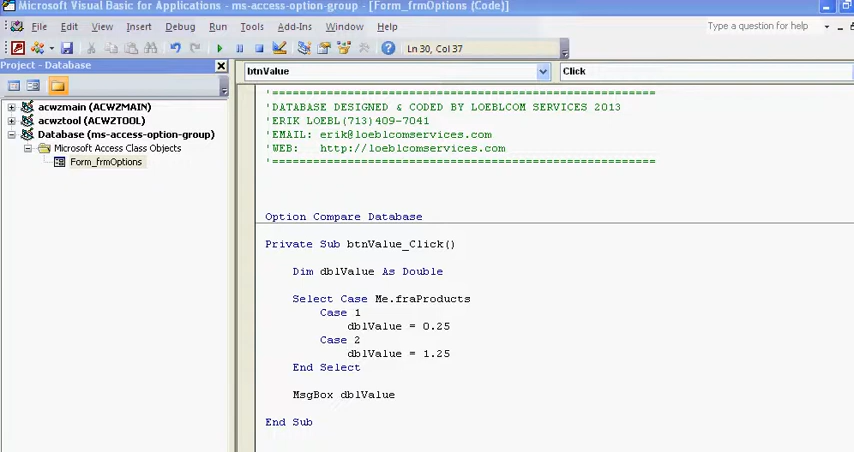 Microsoft Visual Basic for Applications - ms-access-option-group - [Form_frmOptions (Code)]
File Edit View Insert Debug Run Tools Add-Ins Window Help
Type a question for help
Ln 30, Col 37
Project - Database
btnValue
Click
acwzmain (ACWZMAIN)
acwztool (ACWZTOOL)
Database (ms-access-option-group)
Microsoft Access Class Objects
Form_frmOptions
'=========================================================
'DATABASE DESIGNED & CODED BY LOEBLCOM SERVICES 2013
'ERIK LOEBL(713)409-7041
'EMAIL: erik@loeblcomservices.com
'WEB:   http://loeblcomservices.com
'=========================================================
Option Compare Database
Private Sub btnValue_Click()
Dim dblValue As Double
Select Case Me.fraProducts
Case 1
dblValue = 0.25
Case 2
dblValue = 1.25
End Select
MsgBox dblValue
End Sub